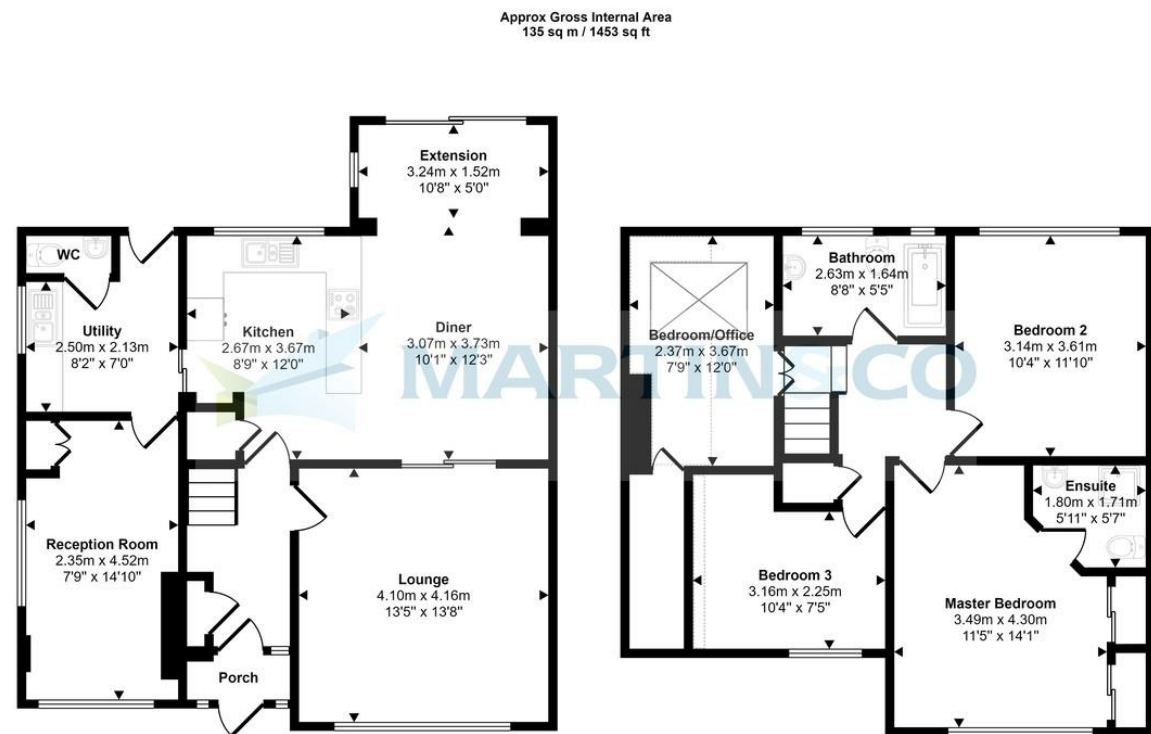 Approx Gross Internal Area
135 sq m / 1453 sq ft
Extension
3.24m x 1.52m
10'8" x 5'0"
WC
Utility
2.50m x 2.13m
8'2" x 7'0"
Kitchen
2.67m x 3.67m
8'9" x 12'0"
Diner
3.07m x 3.73m
10'1" x 12'3"
Reception Room
2.35m x 4.52m
7'9" x 14'10"
Lounge
4.10m x 4.16m
13'5" x 13'8"
Porch
Bedroom/Office
2.37m x 3.67m
7'9" x 12'0"
Bathroom
2.63m x 1.64m
8'8" x 5'5"
Bedroom 2
3.14m x 3.61m
10'4" x 11'10"
Ensuite
1.80m x 1.71m
5'11" x 5'7"
Bedroom 3
3.16m x 2.25m
10'4" x 7'5"
Master Bedroom
3.49m x 4.30m
11'5" x 14'1"
MARTIN&CO